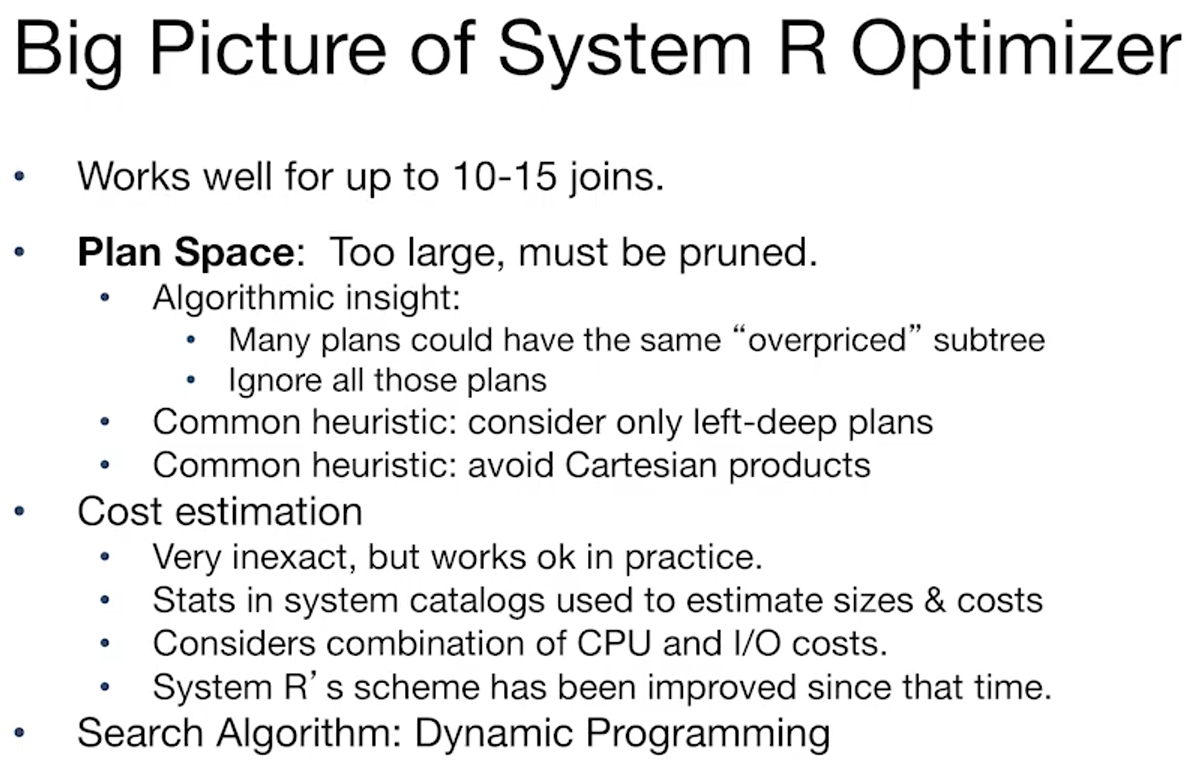 Big Picture of System R Optimizer
• Works well for up to 10-15 joins.
• Plan Space: Too large, must be pruned.
• Algorithmic insight:
• Many plans could have the same “overpriced” subtree
• Ignore all those plans
• Common heuristic: consider only left-deep plans
• Common heuristic: avoid Cartesian products
• Cost estimation
• Very inexact, but works ok in practice.
• Stats in system catalogs used to estimate sizes & costs
• Considers combination of CPU and I/O costs.
• System R’s scheme has been improved since that time.
• Search Algorithm: Dynamic Programming